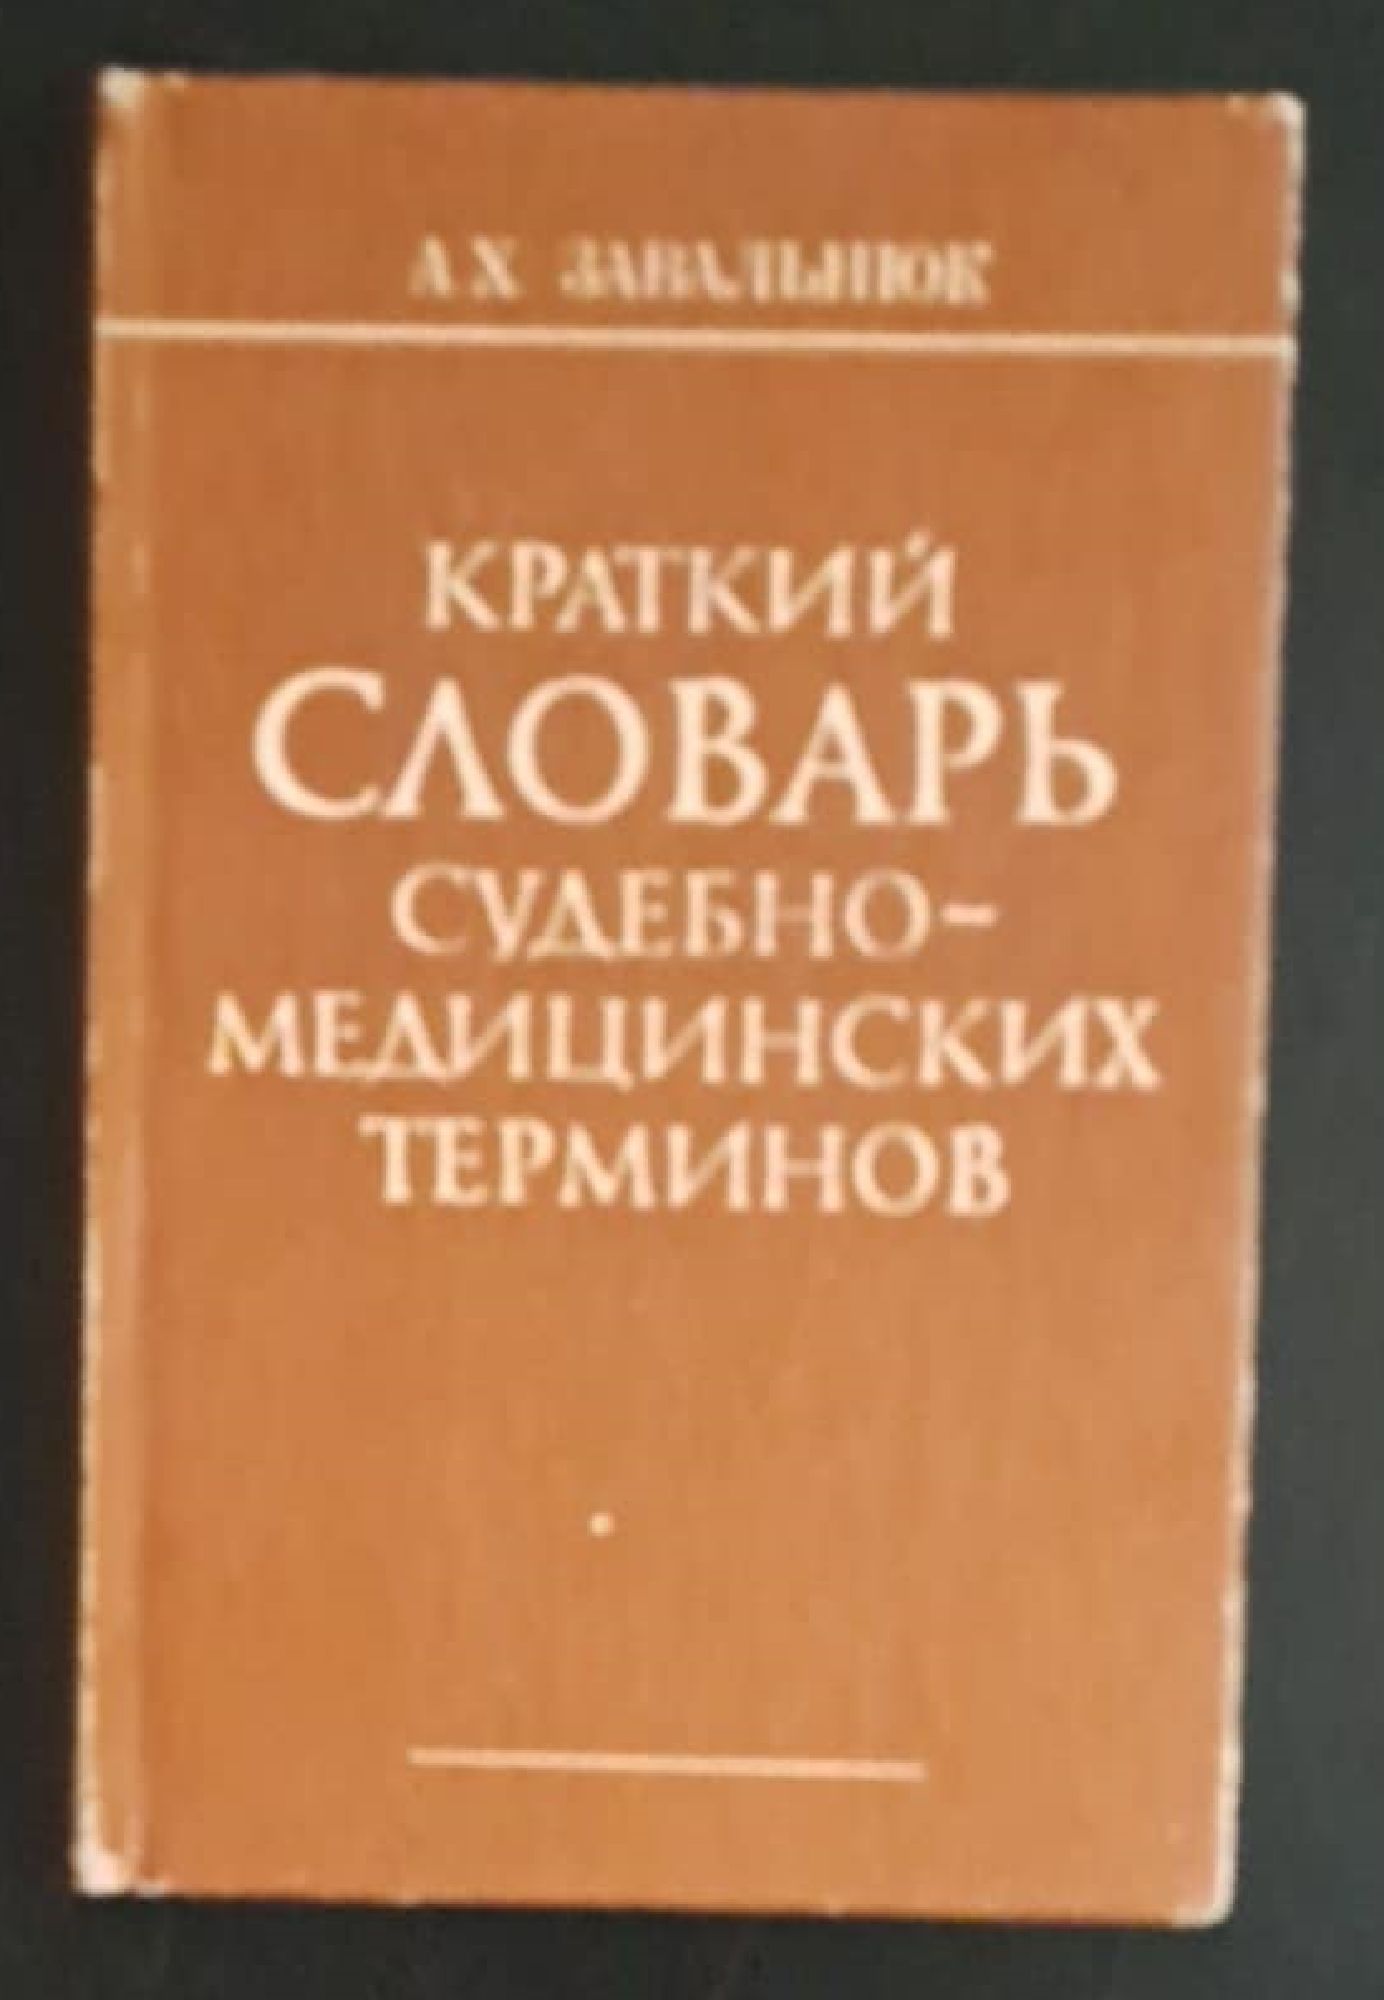 А Х ЗАВАЛЬНЮК
КРАТКИЙ
СЛОВАРЬ
СУДЕБНО-
МЕДИЦИНСКИХ
ТЕРМИНОВ